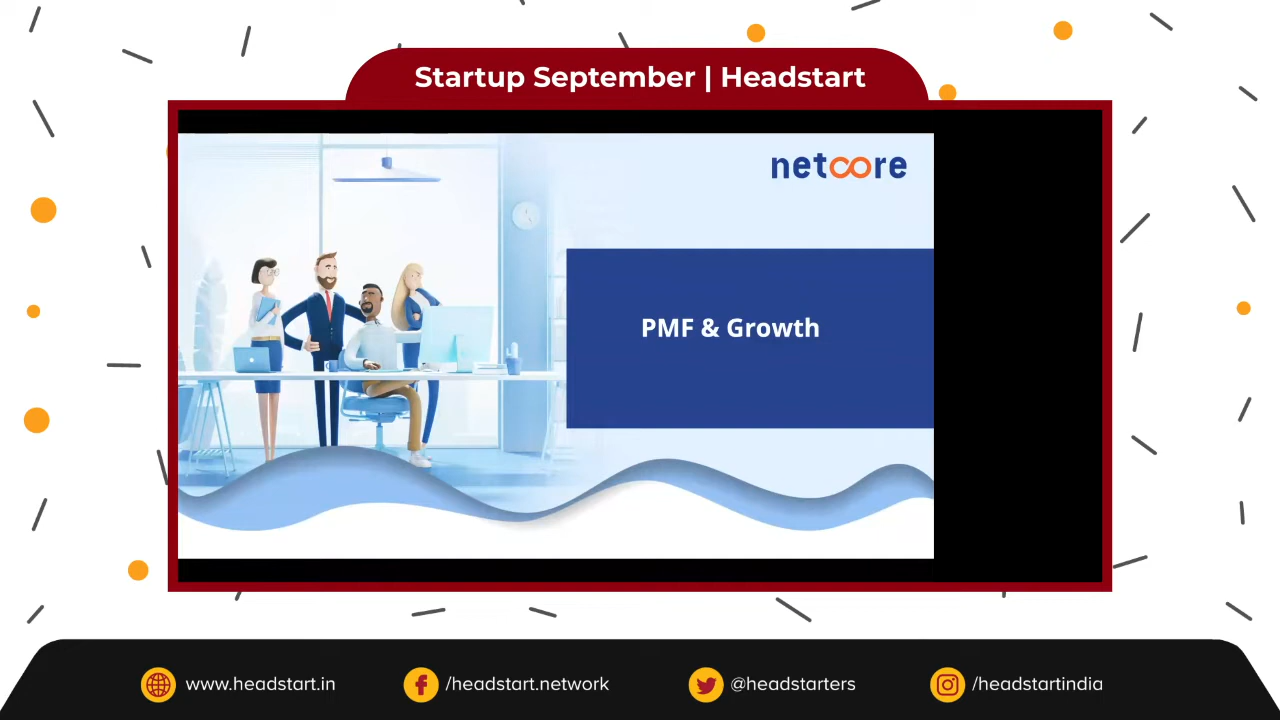 Startup September | Headstart
netcore
PMF & Growth
www.headstart.in
/headstart.network
@headstarters
/headstartindia